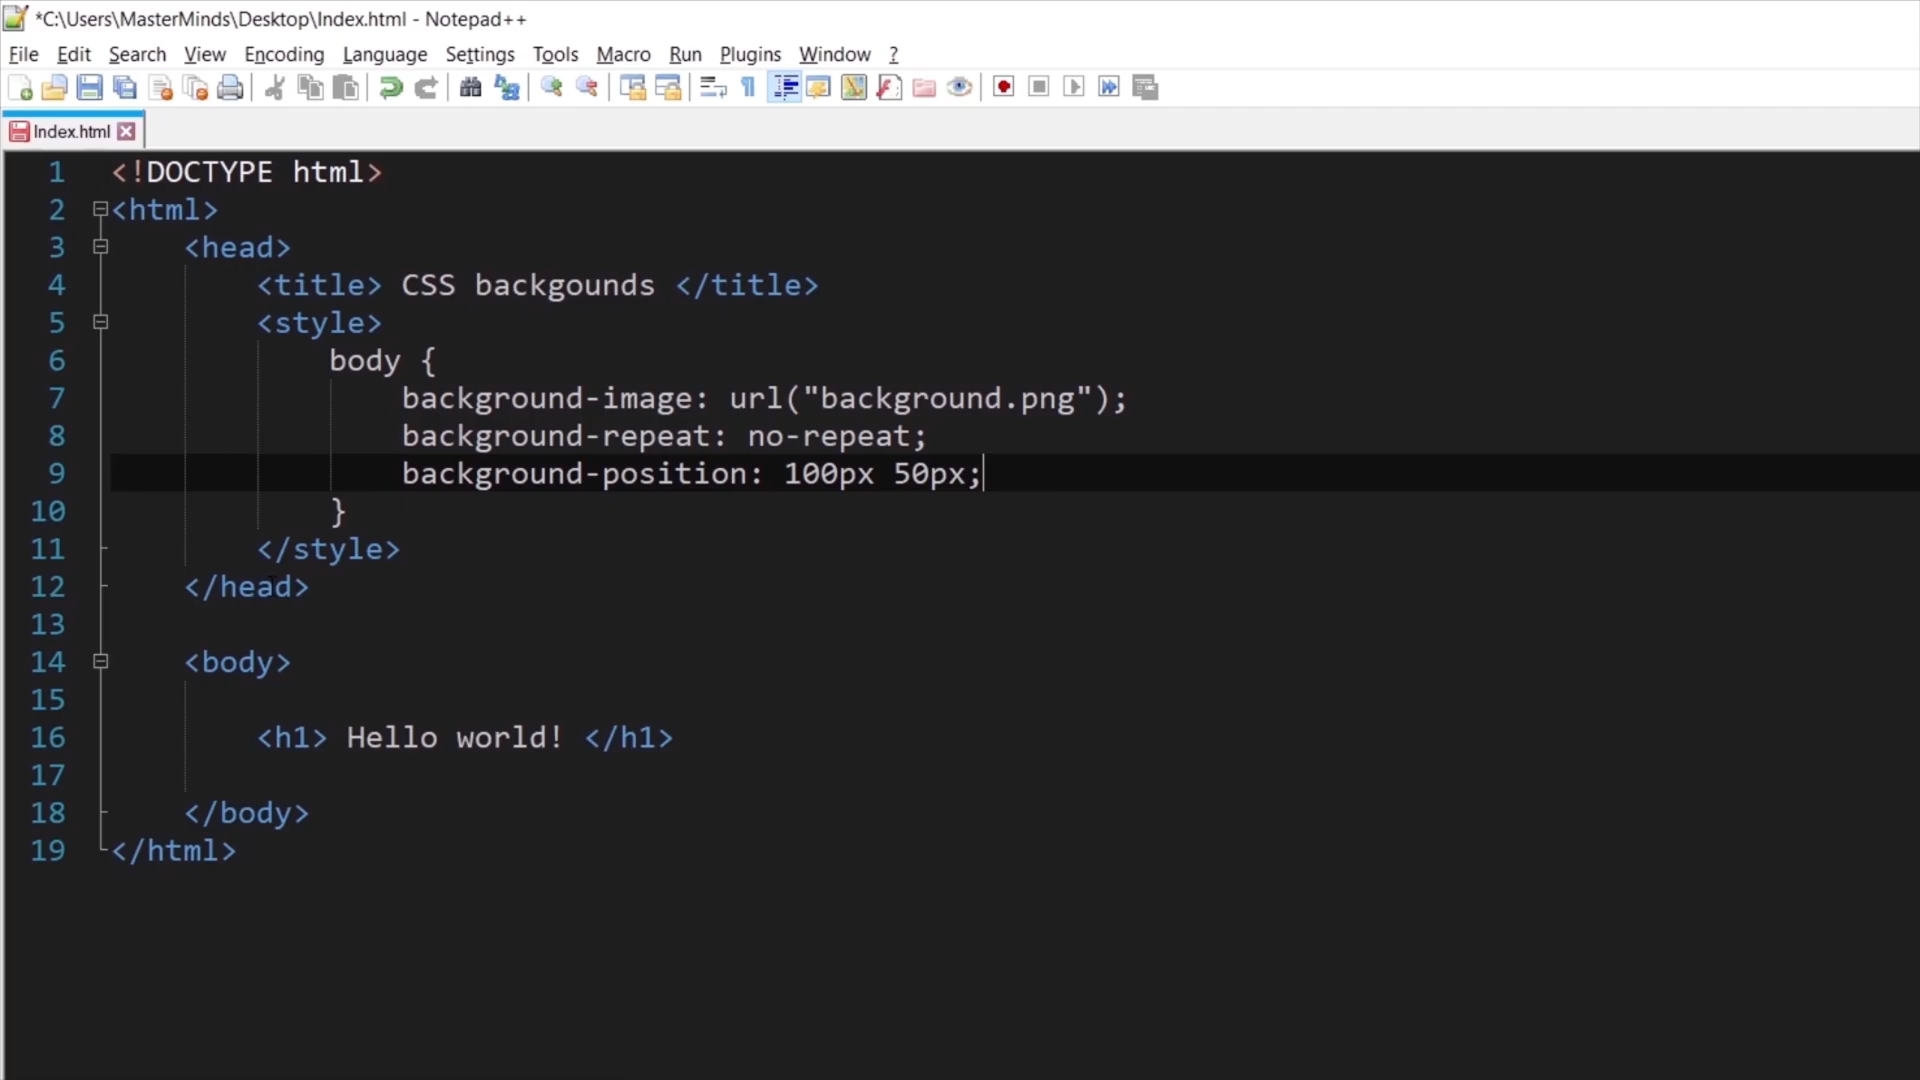 *C:\Users\MasterMinds\Desktop\Index.html - Notepad++
File Edit Search View Encoding Language Settings Tools Macro Run Plugins Window ?
Index.html
1 <!DOCTYPE html>
2 <html>
3 <head>
4 <title> CSS backgounds </title>
5 <style>
6 body {
7 background-image: url("background.png");
8 background-repeat: no-repeat;
9 background-position: 100px 50px;
10 }
11 </style>
12 </head>
13
14 <body>
15
16 <h1> Hello world! </h1>
17
18 </body>
19 </html>